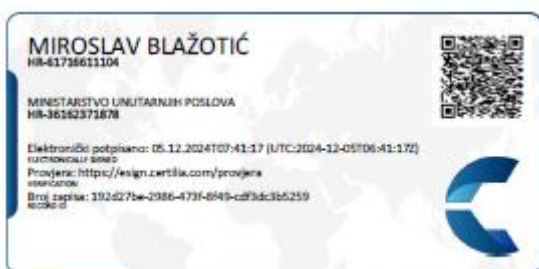 MIROSLAV BLAŽOTIĆ
HR-61716611104
MINISTARSTVO UNUTARNJIH POSLOVA
HR-36162371878
Elektronički potpisano: 05.12.2024T07:41:17 (UTC:2024-12-05T06:41:17Z)
ELECTRONICALLY SIGNED
Provjera: https://esign.certilia.com/provjera
VERIFICATION
Broj zapisa: 192d27be-2986-473f-8f49-cdf3dc3b5259
RECORD ID